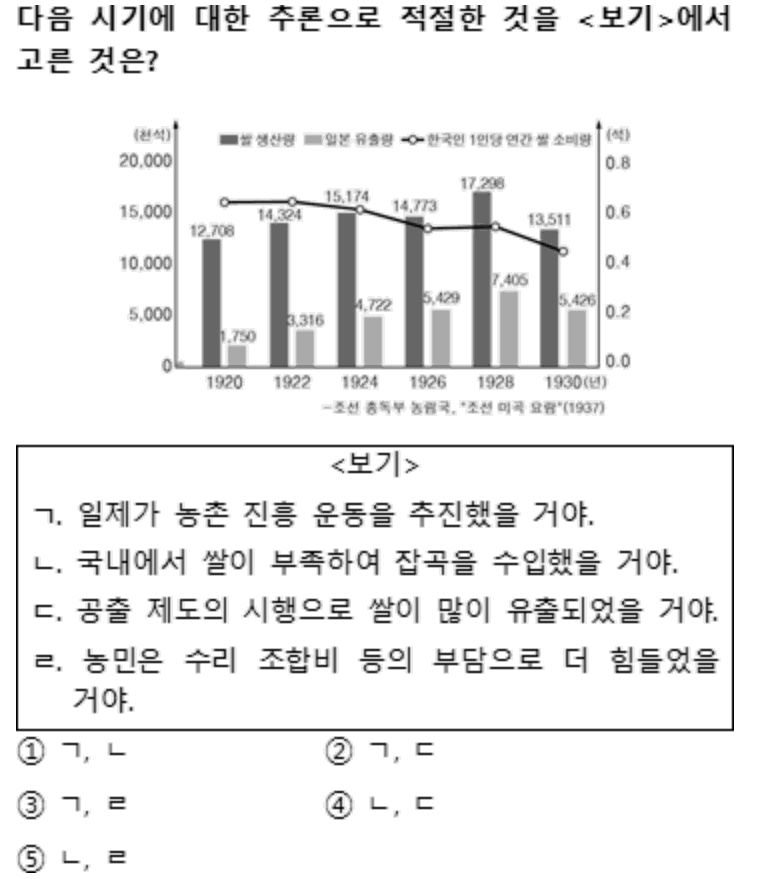 다음 시기에 대한 추론으로 적절한 것을 <보기>에서
고른 것은?
(천석) ■쌀 생산량 ■일본 유출량 -○-한국인 1인당 연간 쌀 소비량 (석)
20,000 0.8
15,000 0.6
10,000 0.4
5,000 0.2
0 0.0
12,708 14,324 15,174 14,773 17,298 13,511
1,750 3,316 4,722 5,429 7,405 5,426
1920 1922 1924 1926 1928 1930(년)
-조선 총독부 농림국, "조선 미곡 요람"(1937)
<보기>
ㄱ. 일제가 농촌 진흥 운동을 추진했을 거야.
ㄴ. 국내에서 쌀이 부족하여 잡곡을 수입했을 거야.
ㄷ. 공출 제도의 시행으로 쌀이 많이 유출되었을 거야.
ㄹ. 농민은 수리 조합비 등의 부담으로 더 힘들었을
거야.
① ㄱ, ㄴ ② ㄱ, ㄷ
③ ㄱ, ㄹ ④ ㄴ, ㄷ
⑤ ㄴ, ㄹ